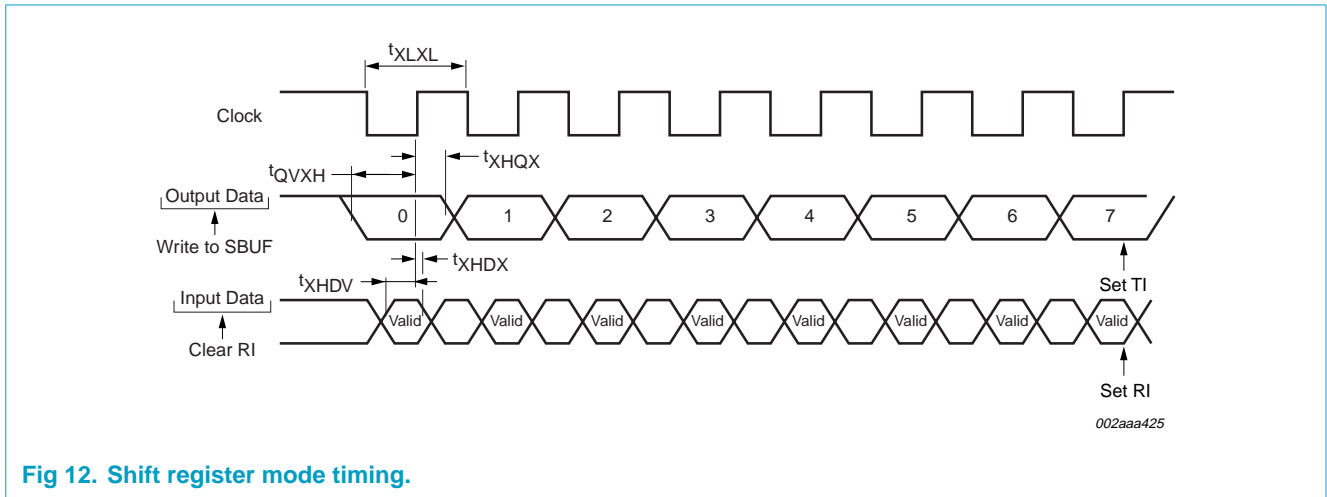 tXLXL
Clock
tXHQX
tQVXH
Output Data
0 1 2 3 4 5 6 7
Write to SBUF
tXHDX
Set TI
tXHDV
Input Data
Valid Valid Valid Valid Valid Valid Valid Valid
Clear RI
Set RI
002aaa425
Fig 12. Shift register mode timing.